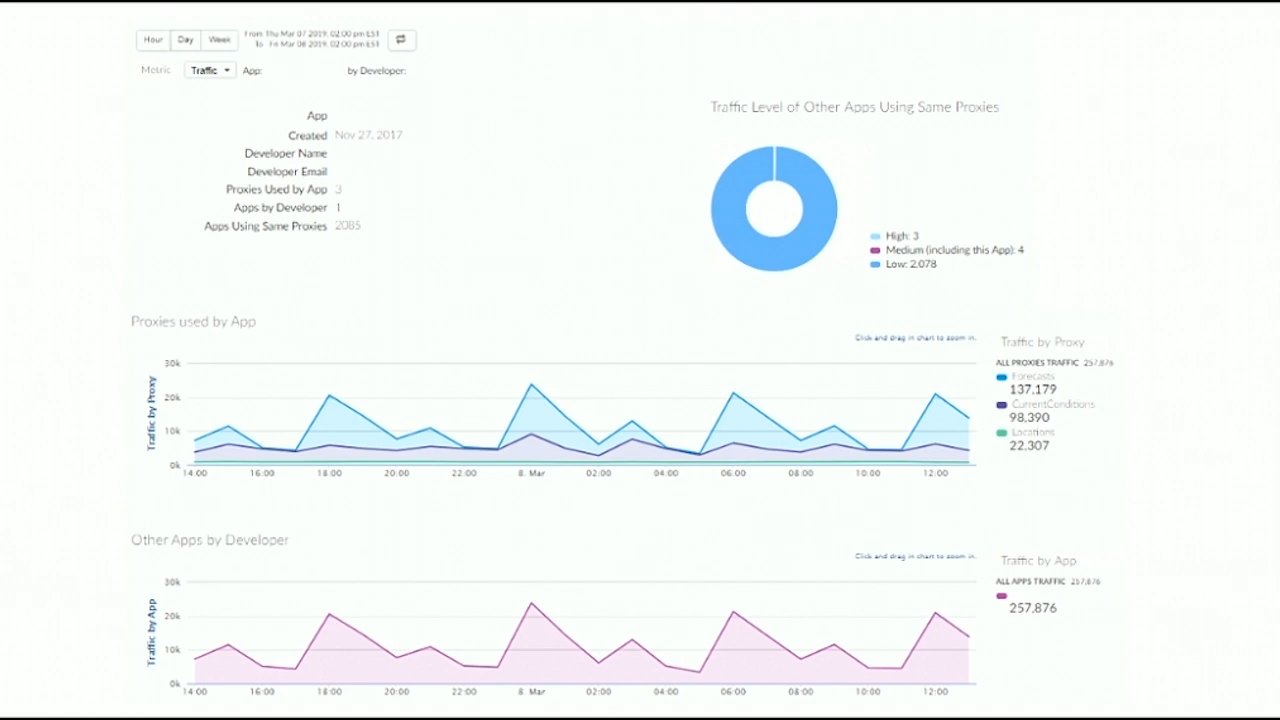 Hour Day Week From Thu Mar 07 2019, 02:00 pm EST
To Fri Mar 08 2019, 02:00 pm EST
Metric Traffic App: by Developer:
App
Created Nov 27, 2017
Developer Name
Developer Email
Proxies Used by App 3
Apps by Developer 1
Apps Using Same Proxies 2085
Traffic Level of Other Apps Using Same Proxies
High: 3
Medium (including this App): 4
Low: 2,078
Proxies used by App
Click and drag in chart to zoom in.
Traffic by Proxy
30k
20k
10k
0k
14:00 16:00 18:00 20:00 22:00 8. Mar 02:00 04:00 06:00 08:00 10:00 12:00
Traffic by Proxy
ALL PROXIES TRAFFIC 257,876
Forecasts
137,179
CurrentConditions
98,390
Locations
22,307
Other Apps by Developer
Click and drag in chart to zoom in.
Traffic by App
30k
20k
10k
0k
14:00 16:00 18:00 20:00 22:00 8. Mar 02:00 04:00 06:00 08:00 10:00 12:00
Traffic by App
ALL APPS TRAFFIC 257,876
257,876